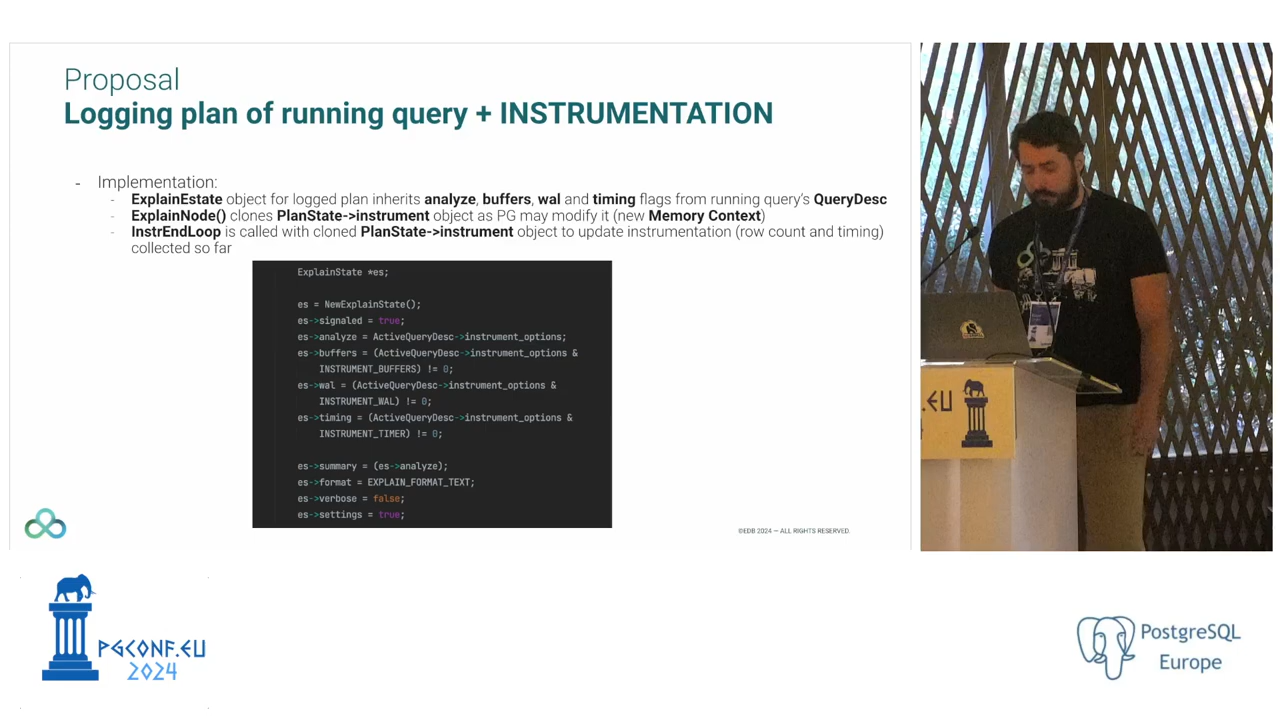 Proposal
Logging plan of running query + INSTRUMENTATION
- Implementation:
- ExplainEstate object for logged plan inherits analyze, buffers, wal and timing flags from running query's QueryDesc
- ExplainNode() clones PlanState->instrument object as PG may modify it (new Memory Context)
- InstrEndLoop is called with cloned PlanState->instrument object to update instrumentation (row count and timing)
collected so far
ExplainState *es;
es = NewExplainState();
es->signaled = true;
es->analyze = ActiveQueryDesc->instrument_options;
es->buffers = (ActiveQueryDesc->instrument_options &
INSTRUMENT_BUFFERS) != 0;
es->wal = (ActiveQueryDesc->instrument_options &
INSTRUMENT_WAL) != 0;
es->timing = (ActiveQueryDesc->instrument_options &
INSTRUMENT_TIMER) != 0;
es->summary = (es->analyze);
es->format = EXPLAIN_FORMAT_TEXT;
es->verbose = false;
es->settings = true;
©EDB 2024 — ALL RIGHTS RESERVED.
.EU
PGCONF.EU
2024
PostgreSQL
Europe